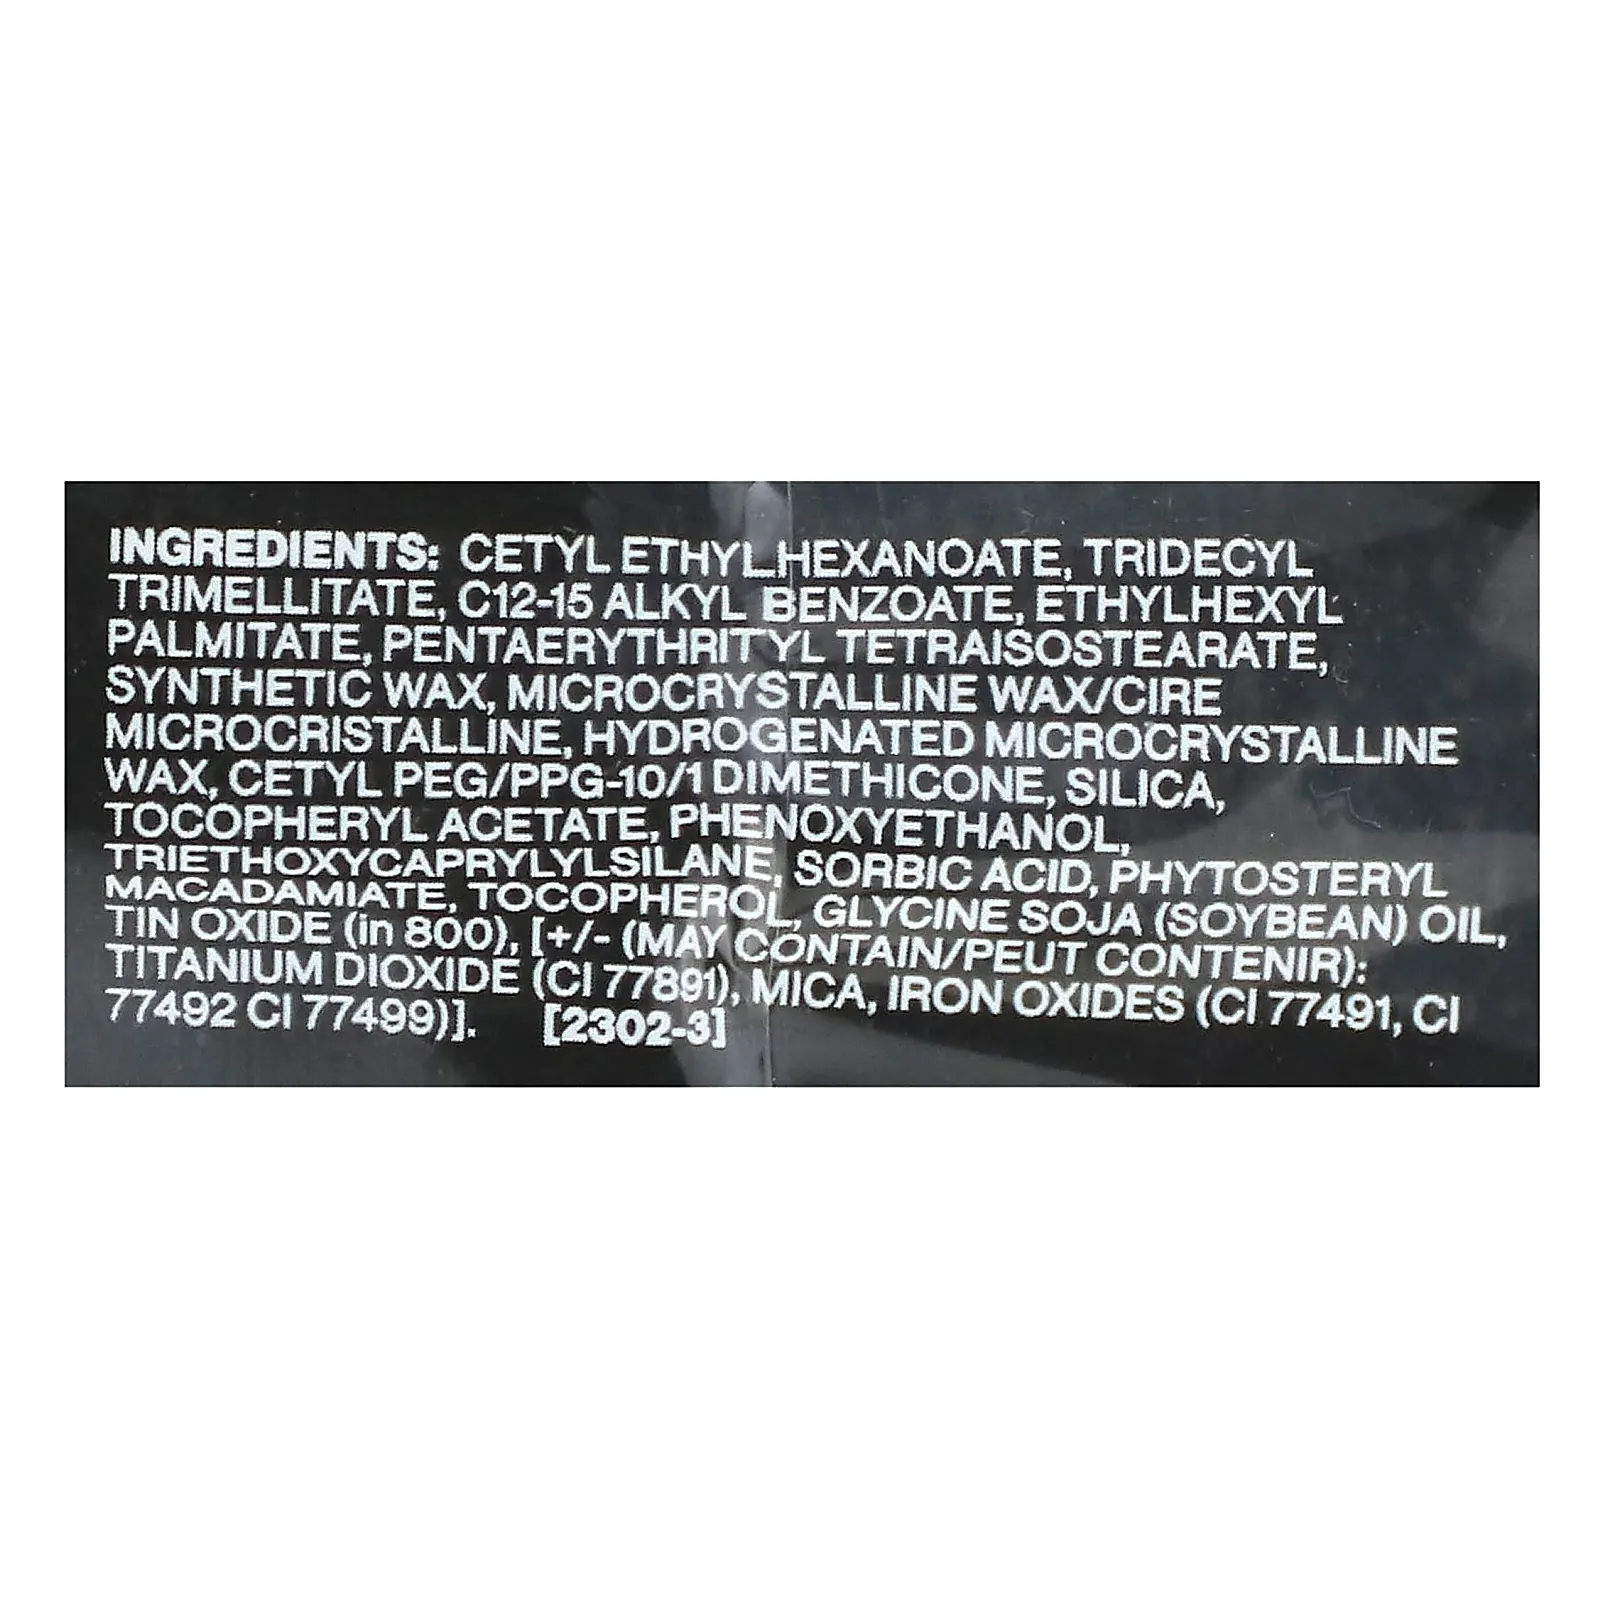 INGREDIENTS: CETYL ETHYLHEXANOATE, TRIDECYL
TRIMELLITATE, C12-15 ALKYL BENZOATE, ETHYLHEXYL
PALMITATE, PENTAERYTHRITYL TETRAISOSTEARATE,
SYNTHETIC WAX, MICROCRYSTALLINE WAX/CIRE
MICROCRISTALLINE, HYDROGENATED MICROCRYSTALLINE
WAX, CETYL PEG/PPG-10/1 DIMETHICONE, SILICA,
TOCOPHERYL ACETATE, PHENOXYETHANOL,
TRIETHOXYCAPRYLYLSILANE, SORBIC ACID, PHYTOSTERYL
MACADAMIATE, TOCOPHEROL, GLYCINE SOJA (SOYBEAN) OIL,
TIN OXIDE (in 800), [+/- (MAY CONTAIN/PEUT CONTENIR):
TITANIUM DIOXIDE (CI 77891), MICA, IRON OXIDES (CI 77491, CI
77492 CI 77499)]. [2302-3]